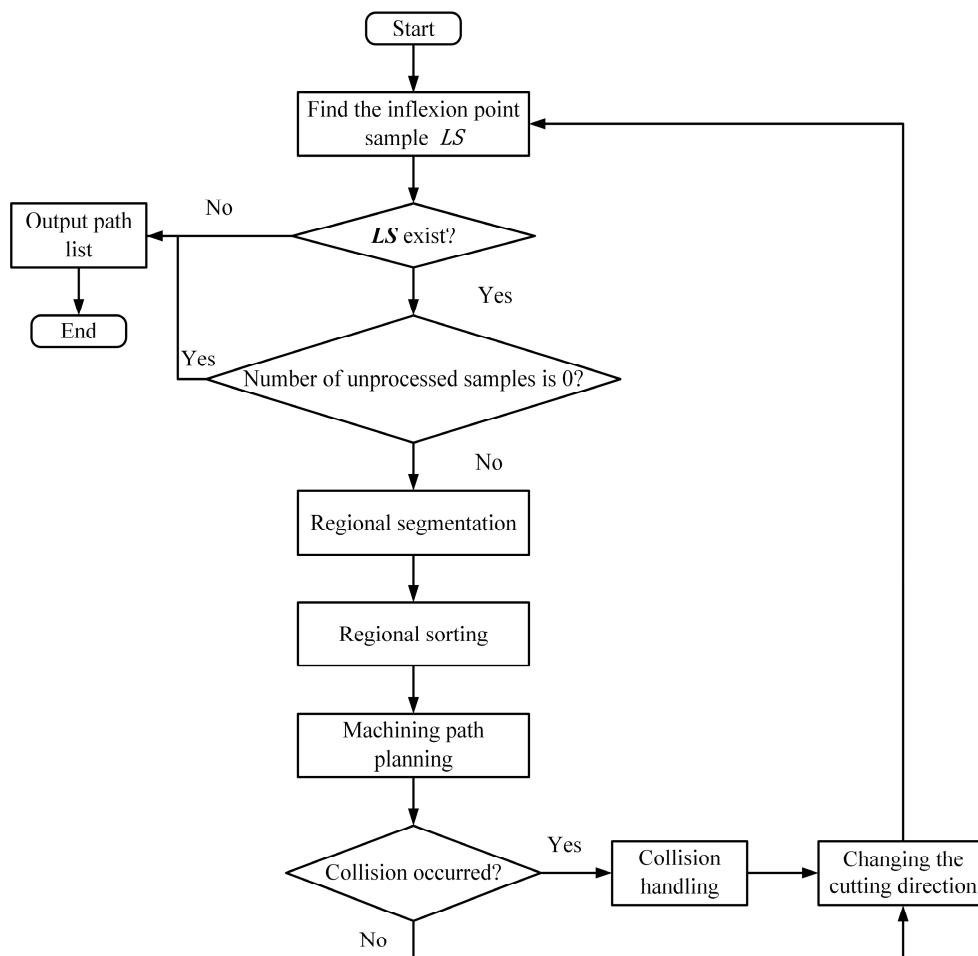 Start
Find the inflexion point
sample LS
No
LS exist?
Output path
list
Yes
End
Yes
Number of unprocessed samples is 0?
No
Regional segmentation
Regional sorting
Machining path
planning
Collision occurred?
Yes
Collision
handling
Changing the
cutting direction
No